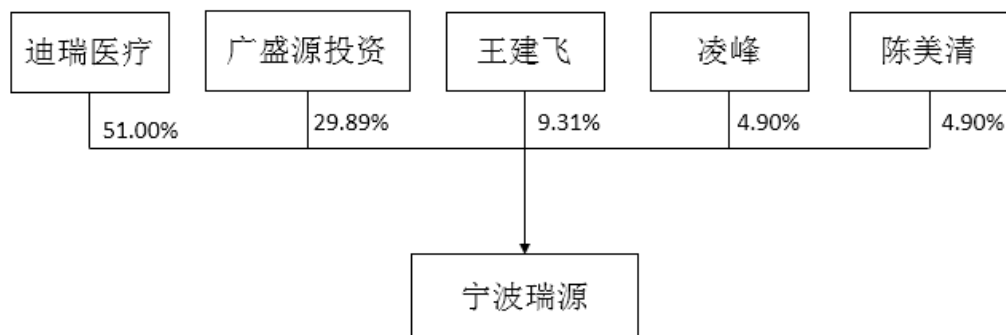 迪瑞医疗
广盛源投资
王建飞
凌峰
陈美清
51.00%
29.89%
9.31%
4.90%
4.90%
宁波瑞源